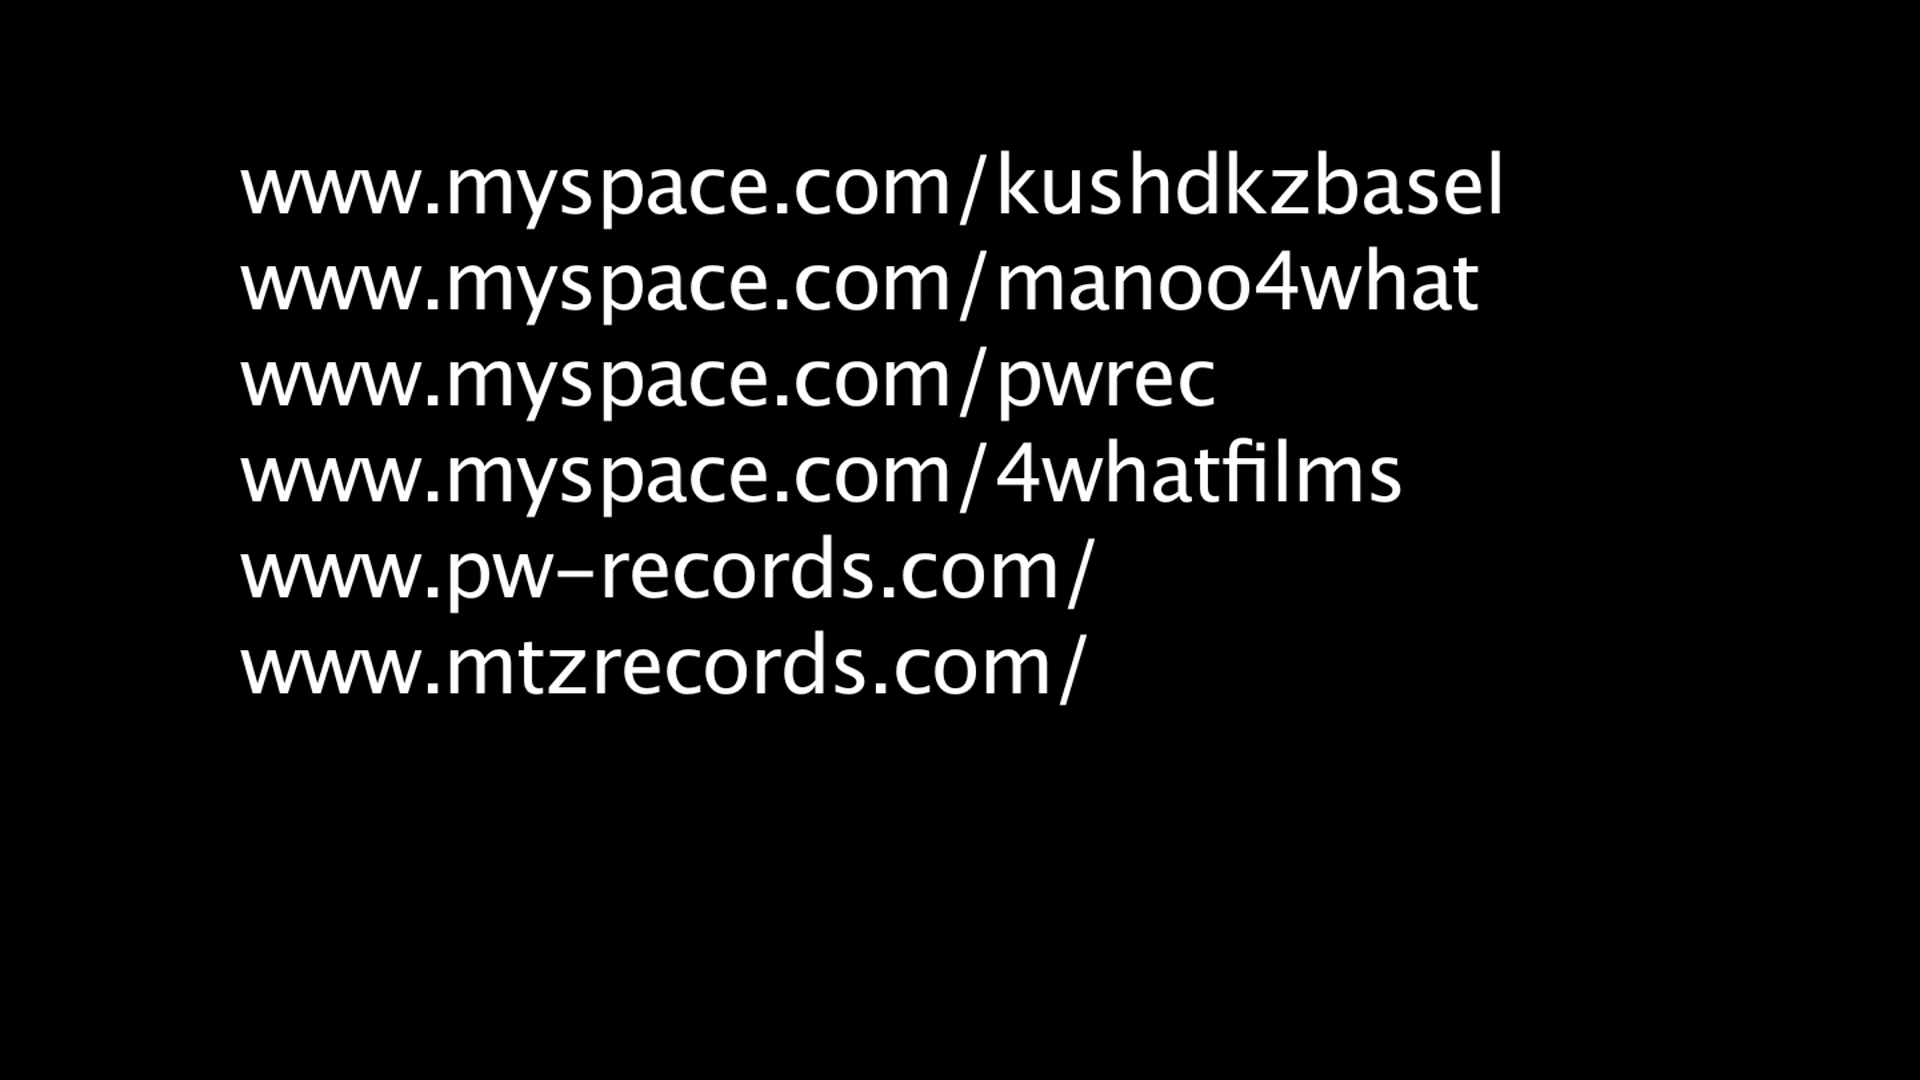 www.myspace.com/kushdkzbasel
www.myspace.com/manoo4what
www.myspace.com/pwrec
www.myspace.com/4whatfilms
www.pw-records.com/
www.mtzrecords.com/